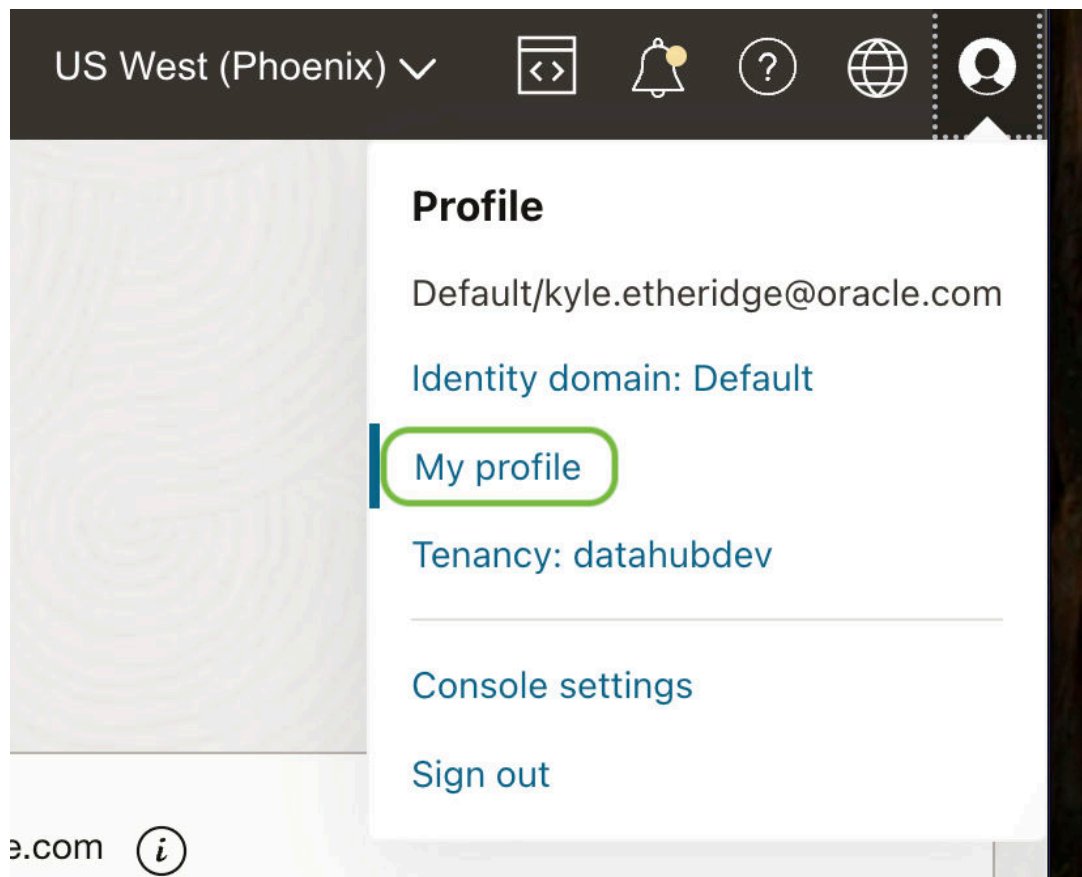 US West (Phoenix)
Profile
Default/kyle.etheridge@oracle.com
Identity domain: Default
My profile
Tenancy: datahubdev
Console settings
Sign out
e.com